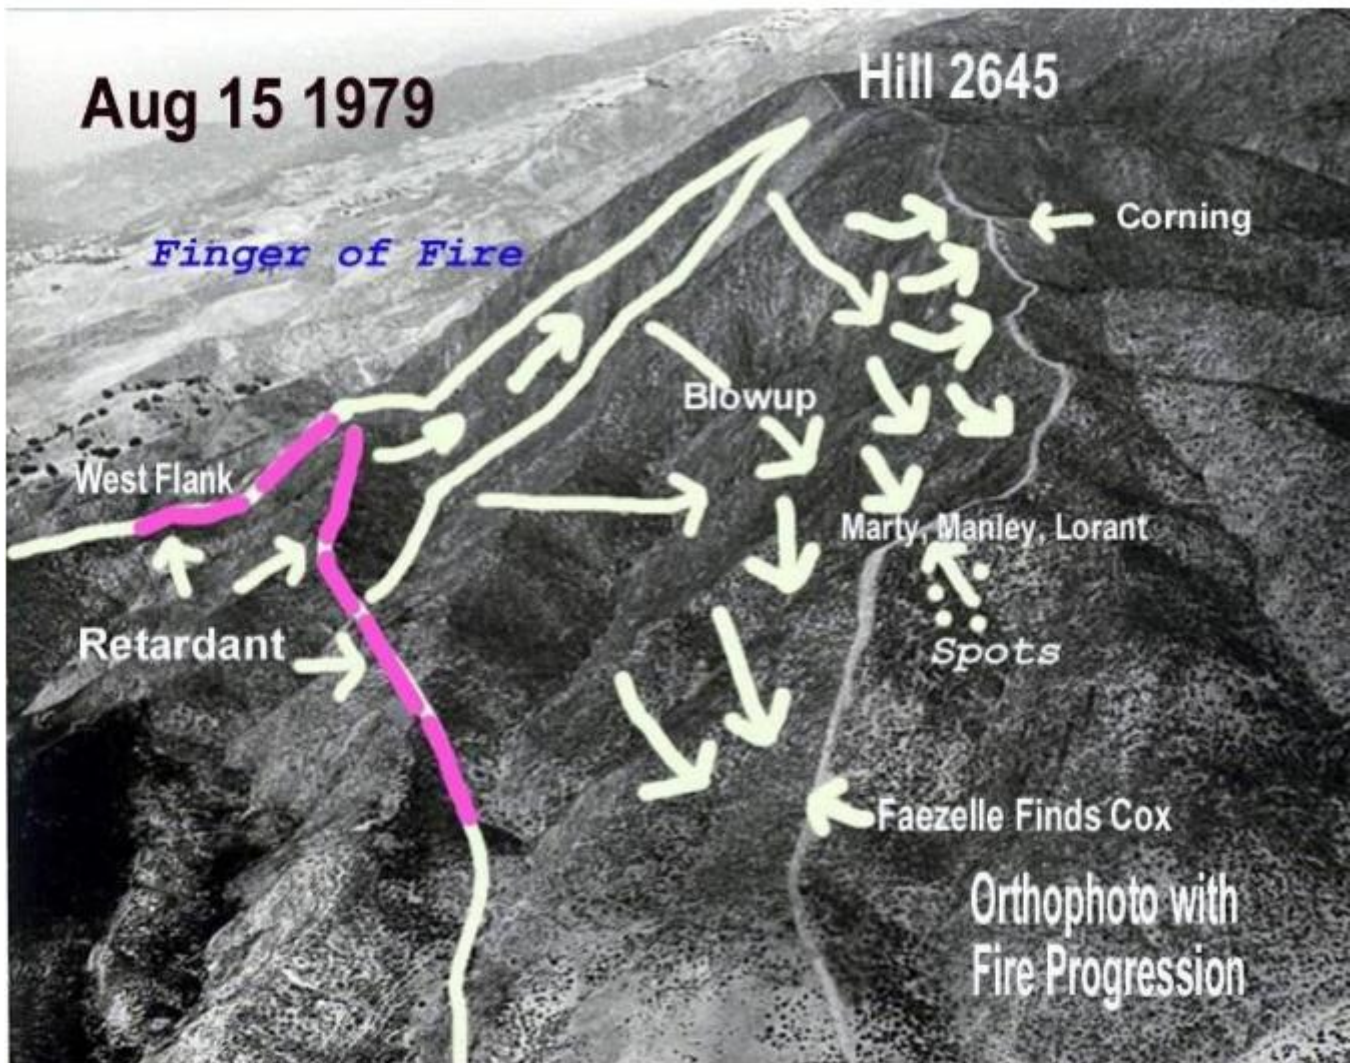 Hill 2645
Aug 15 1979
Corning
Finger of Fire
Blowup
West Flank
Marty, Manley, Lorant
Retardant
Spots
Faezelle Finds Cox
Orthophoto with
Fire Progression